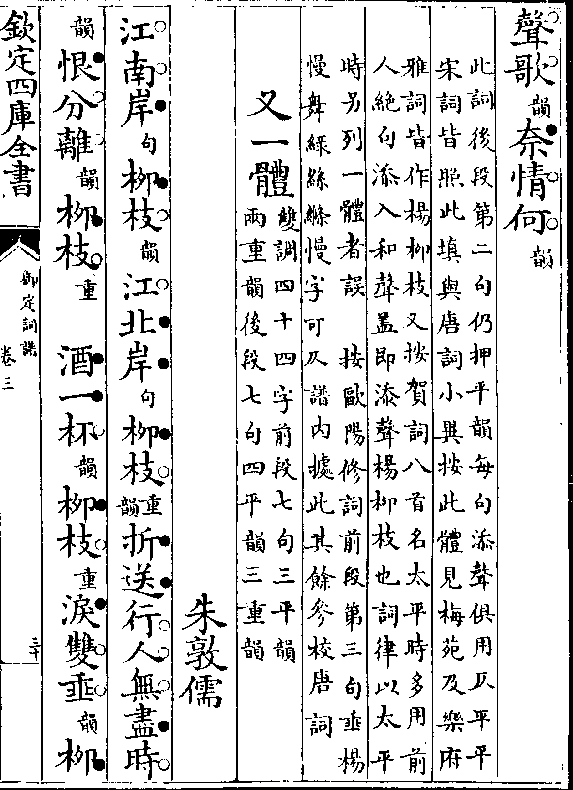 聲歌韻奈情何韻
此詞後段第二句仍押平韻每句添聲俱用仄平平
宋詞皆照此填與唐詞小異按此體見梅苑及樂府
雅詞皆作楊柳枝又按賀詞八首名太平時多用前
人絶句添入和聲蓋即添聲楊柳枝也詞律以太平
時另列一體者誤　按歐陽修詞前段第三句垂楊
慢舞緑絲縧慢字可仄譜内據此其餘參校唐詞
又一體
雙調四十四字前段七句三平韻
兩重韻後段七句四平韻三重韻
朱敦儒
江南岸句柳枝韻江北岸句柳枝重韻折送行人無盡時
韻恨分離韻柳枝重　酒一杯韻柳枝重淚雙垂韻柳
欽定四庫全書
御定詞譜
卷三
三十